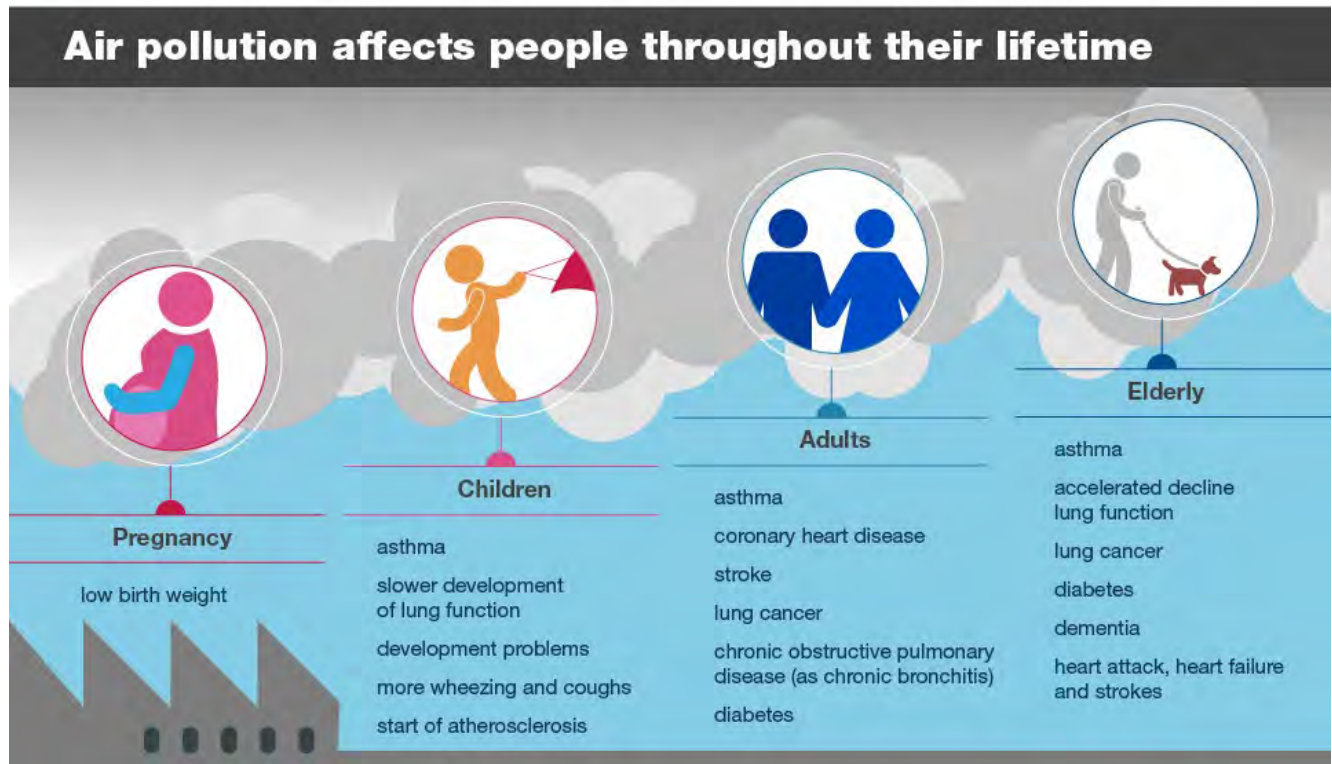 Air pollution affects people throughout their lifetime
Pregnancy
low birth weight
Children
asthma
slower development
of lung function
development problems
more wheezing and coughs
start of atherosclerosis
Adults
asthma
coronary heart disease
stroke
lung cancer
chronic obstructive pulmonary
disease (as chronic bronchitis)
diabetes
Elderly
asthma
accelerated decline
lung function
lung cancer
diabetes
dementia
heart attack, heart failure
and strokes